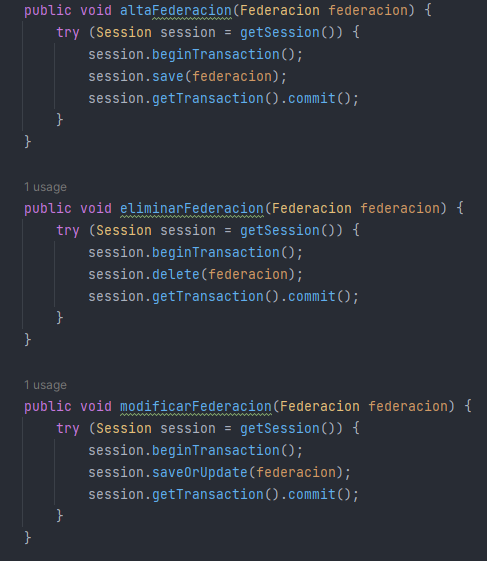 public void altaFederacion(Federacion federacion) {
    try (Session session = getSession()) {
        session.beginTransaction();
        session.save(federacion);
        session.getTransaction().commit();
    }
}
1 usage
public void eliminarFederacion(Federacion federacion) {
    try (Session session = getSession()) {
        session.beginTransaction();
        session.delete(federacion);
        session.getTransaction().commit();
    }
}
1 usage
public void modificarFederacion(Federacion federacion) {
    try (Session session = getSession()) {
        session.beginTransaction();
        session.saveOrUpdate(federacion);
        session.getTransaction().commit();
    }
}